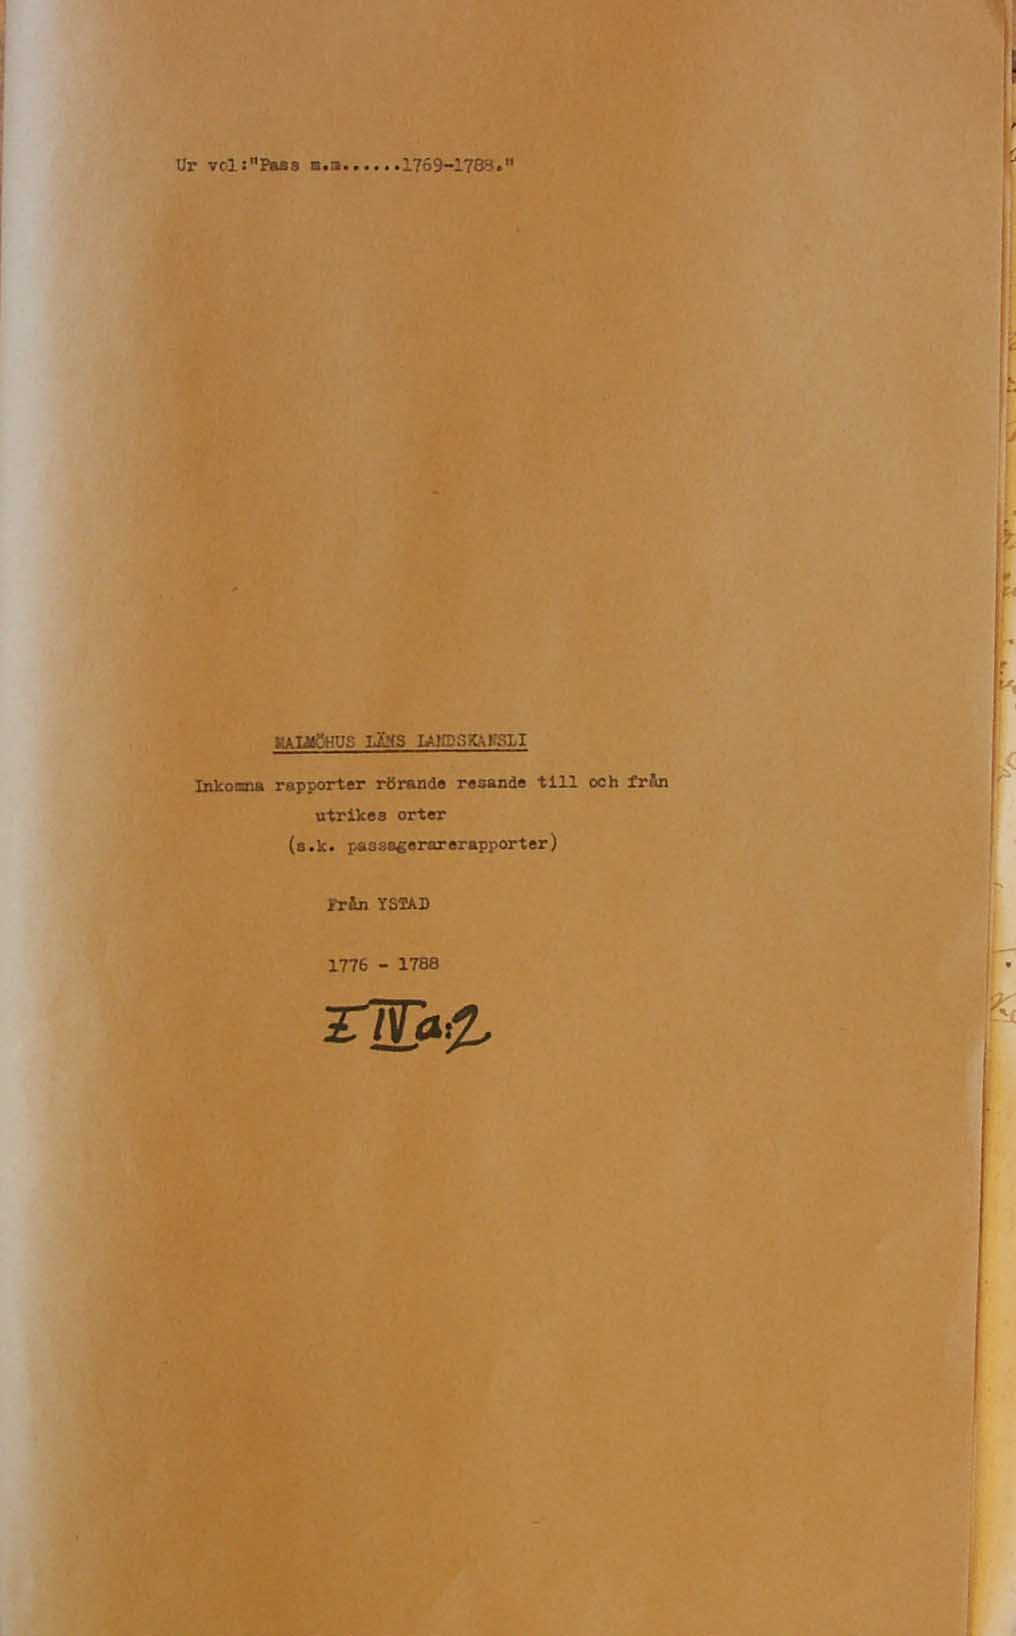 Ur vol:"Pass m.m......1769-1788."
MALMÖHUS LÄNS LANDSKANSLI
Inkomna rapporter rörande resande till och från
utrikes orter
(s.k. passagerarerapporter)
Från YSTAD
1776 - 1788
E IV a:2